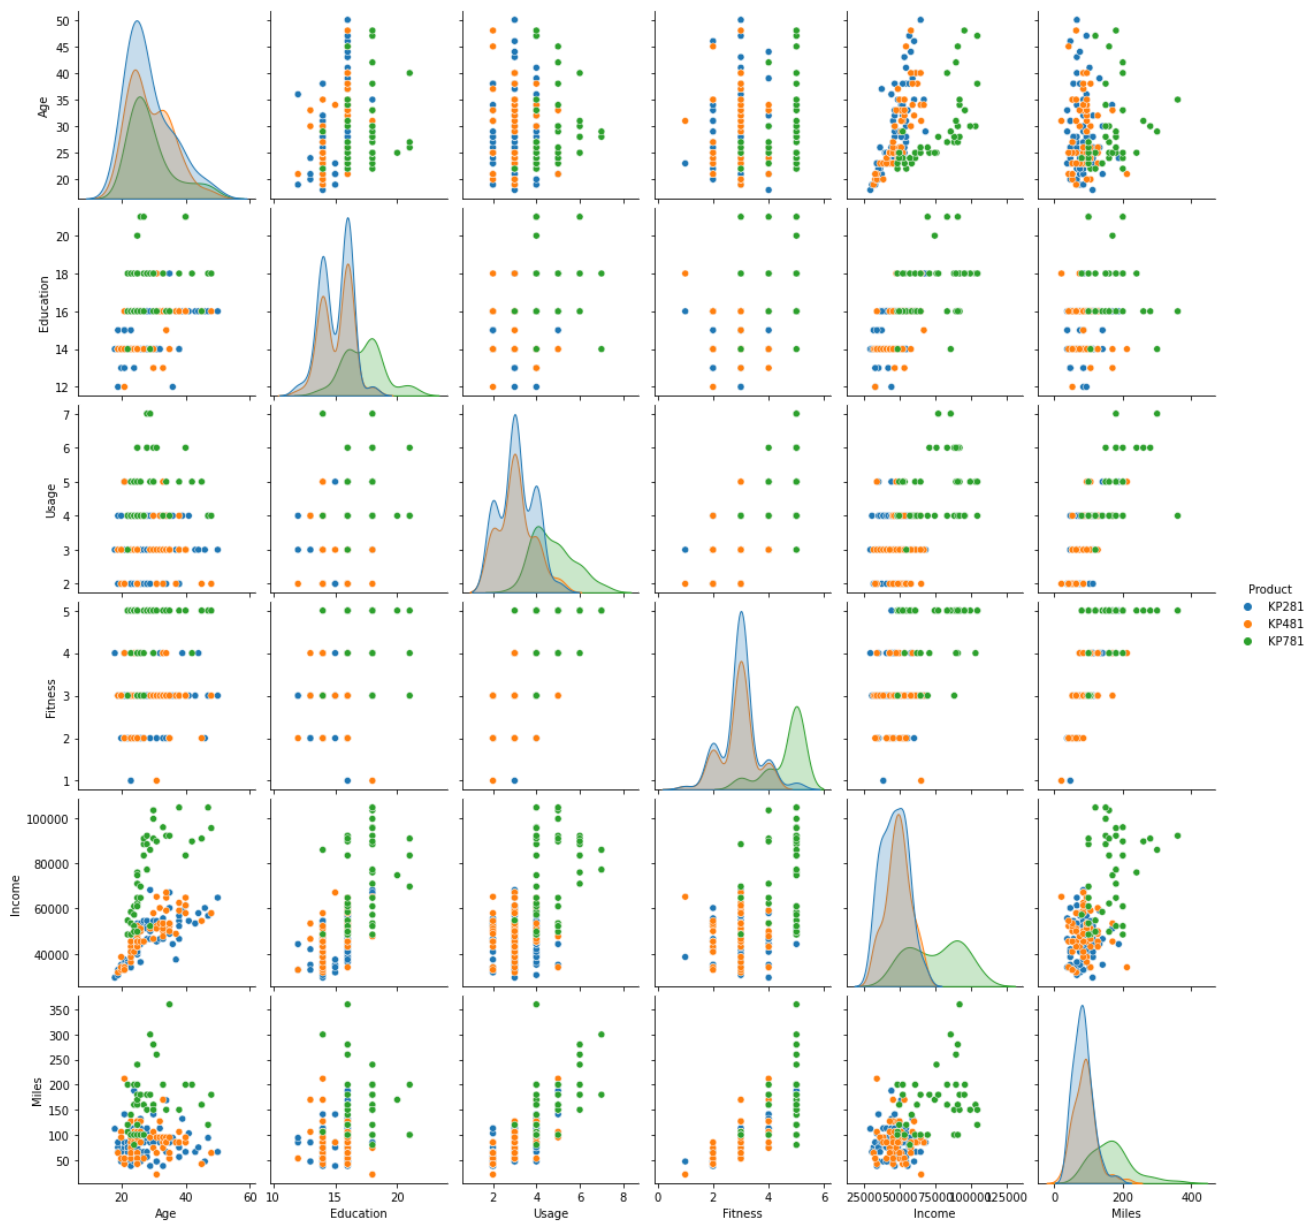 50
45
40
35
30
25
20
Age
20
18
16
14
12
Education
7
6
5
4
3
2
Usage
Product
KP281
KP481
KP781
5
4
3
2
1
Fitness
100000
80000
60000
40000
Income
350
300
250
200
150
100
50
Miles
20 40 60 10 15 20 2 4 6 8 0 2 4 6 25000 50000 75000 100000 125000 0 200 400
Age Education Usage Fitness Income Miles